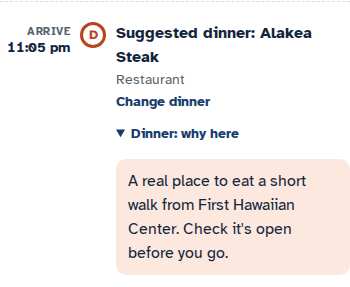 ARRIVE
11:05 pm
D
Suggested dinner: Alakea
Steak
Restaurant
Change dinner
▼ Dinner: why here
A real place to eat a short
walk from First Hawaiian
Center. Check it's open
before you go.